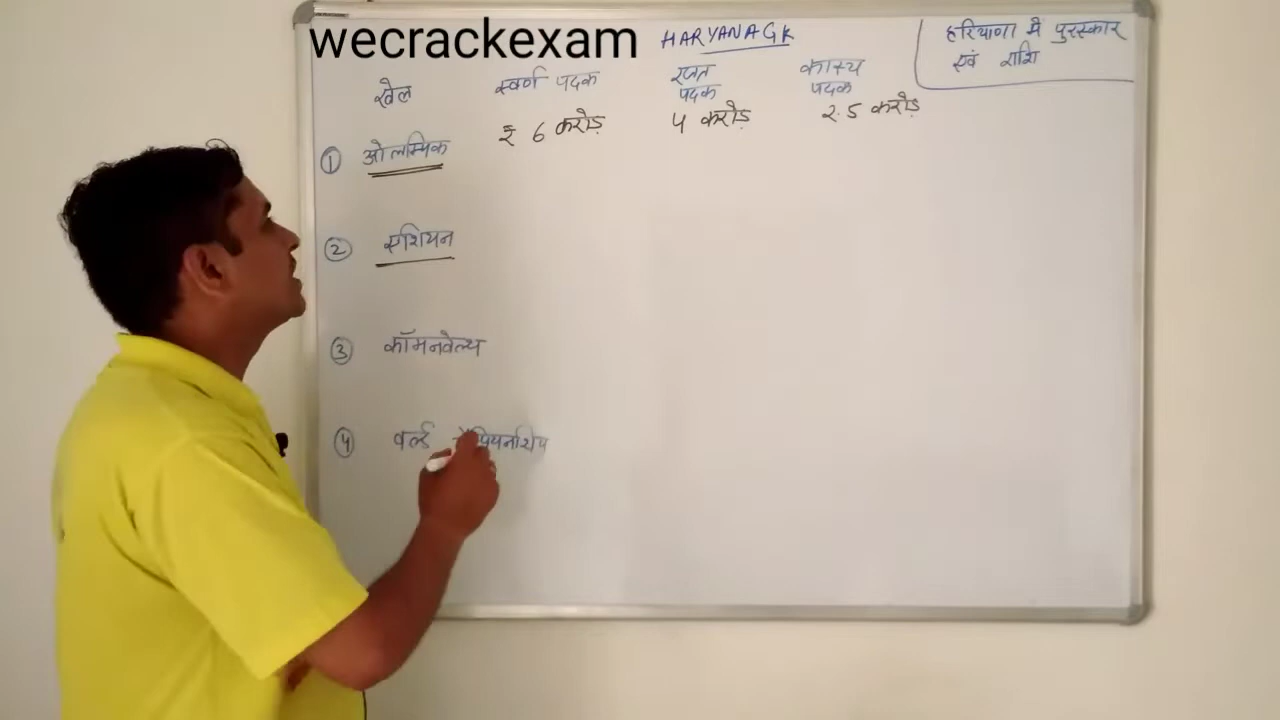 wecrackexam
HARYANA GK
हरियाणा में पुरस्कार
एवं राशि
खेल स्वर्ण पदक रजत पदक कास्य पदक
① ओलम्पिक ₹ 6 करोड़ 4 करोड़ 2.5 करोड़
② एशियन
③ कॉमनवेल्थ
④ वर्ल्ड चैंपियनशिप